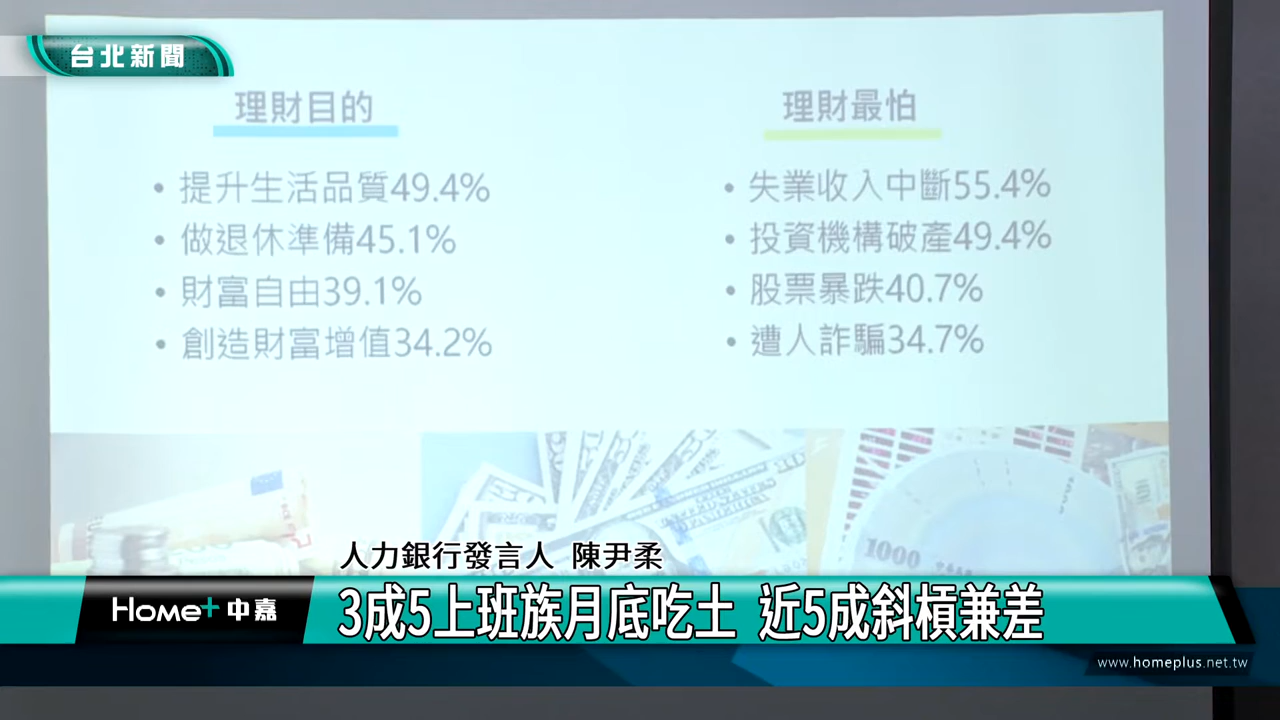 台北新聞
理財目的
• 提升生活品質49.4%
• 做退休準備45.1%
• 財富自由39.1%
• 創造財富增值34.2%
理財最怕
• 失業收入中斷55.4%
• 投資機構破產49.4%
• 股票暴跌40.7%
• 遭人詐騙34.7%
1000
人力銀行發言人 陳尹柔
Home+中嘉
3成5上班族月底吃土 近5成斜槓兼差
www.homeplus.net.tw